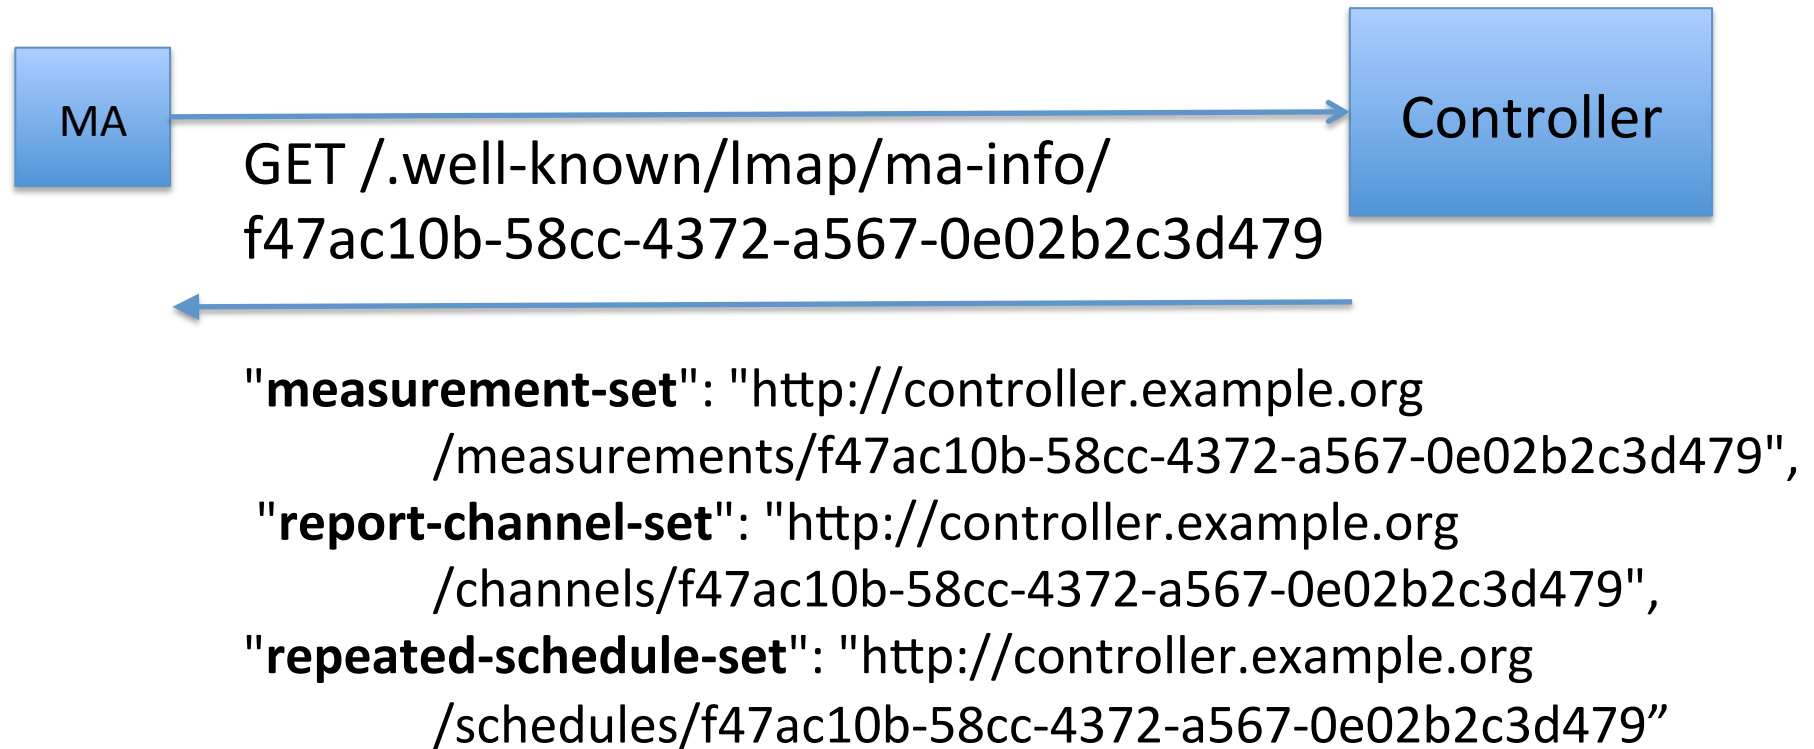 MA
Controller
GET /.well-known/lmap/ma-info/
f47ac10b-58cc-4372-a567-0e02b2c3d479
"measurement-set": "http://controller.example.org
/measurements/f47ac10b-58cc-4372-a567-0e02b2c3d479",
"report-channel-set": "http://controller.example.org
/channels/f47ac10b-58cc-4372-a567-0e02b2c3d479",
"repeated-schedule-set": "http://controller.example.org
/schedules/f47ac10b-58cc-4372-a567-0e02b2c3d479”